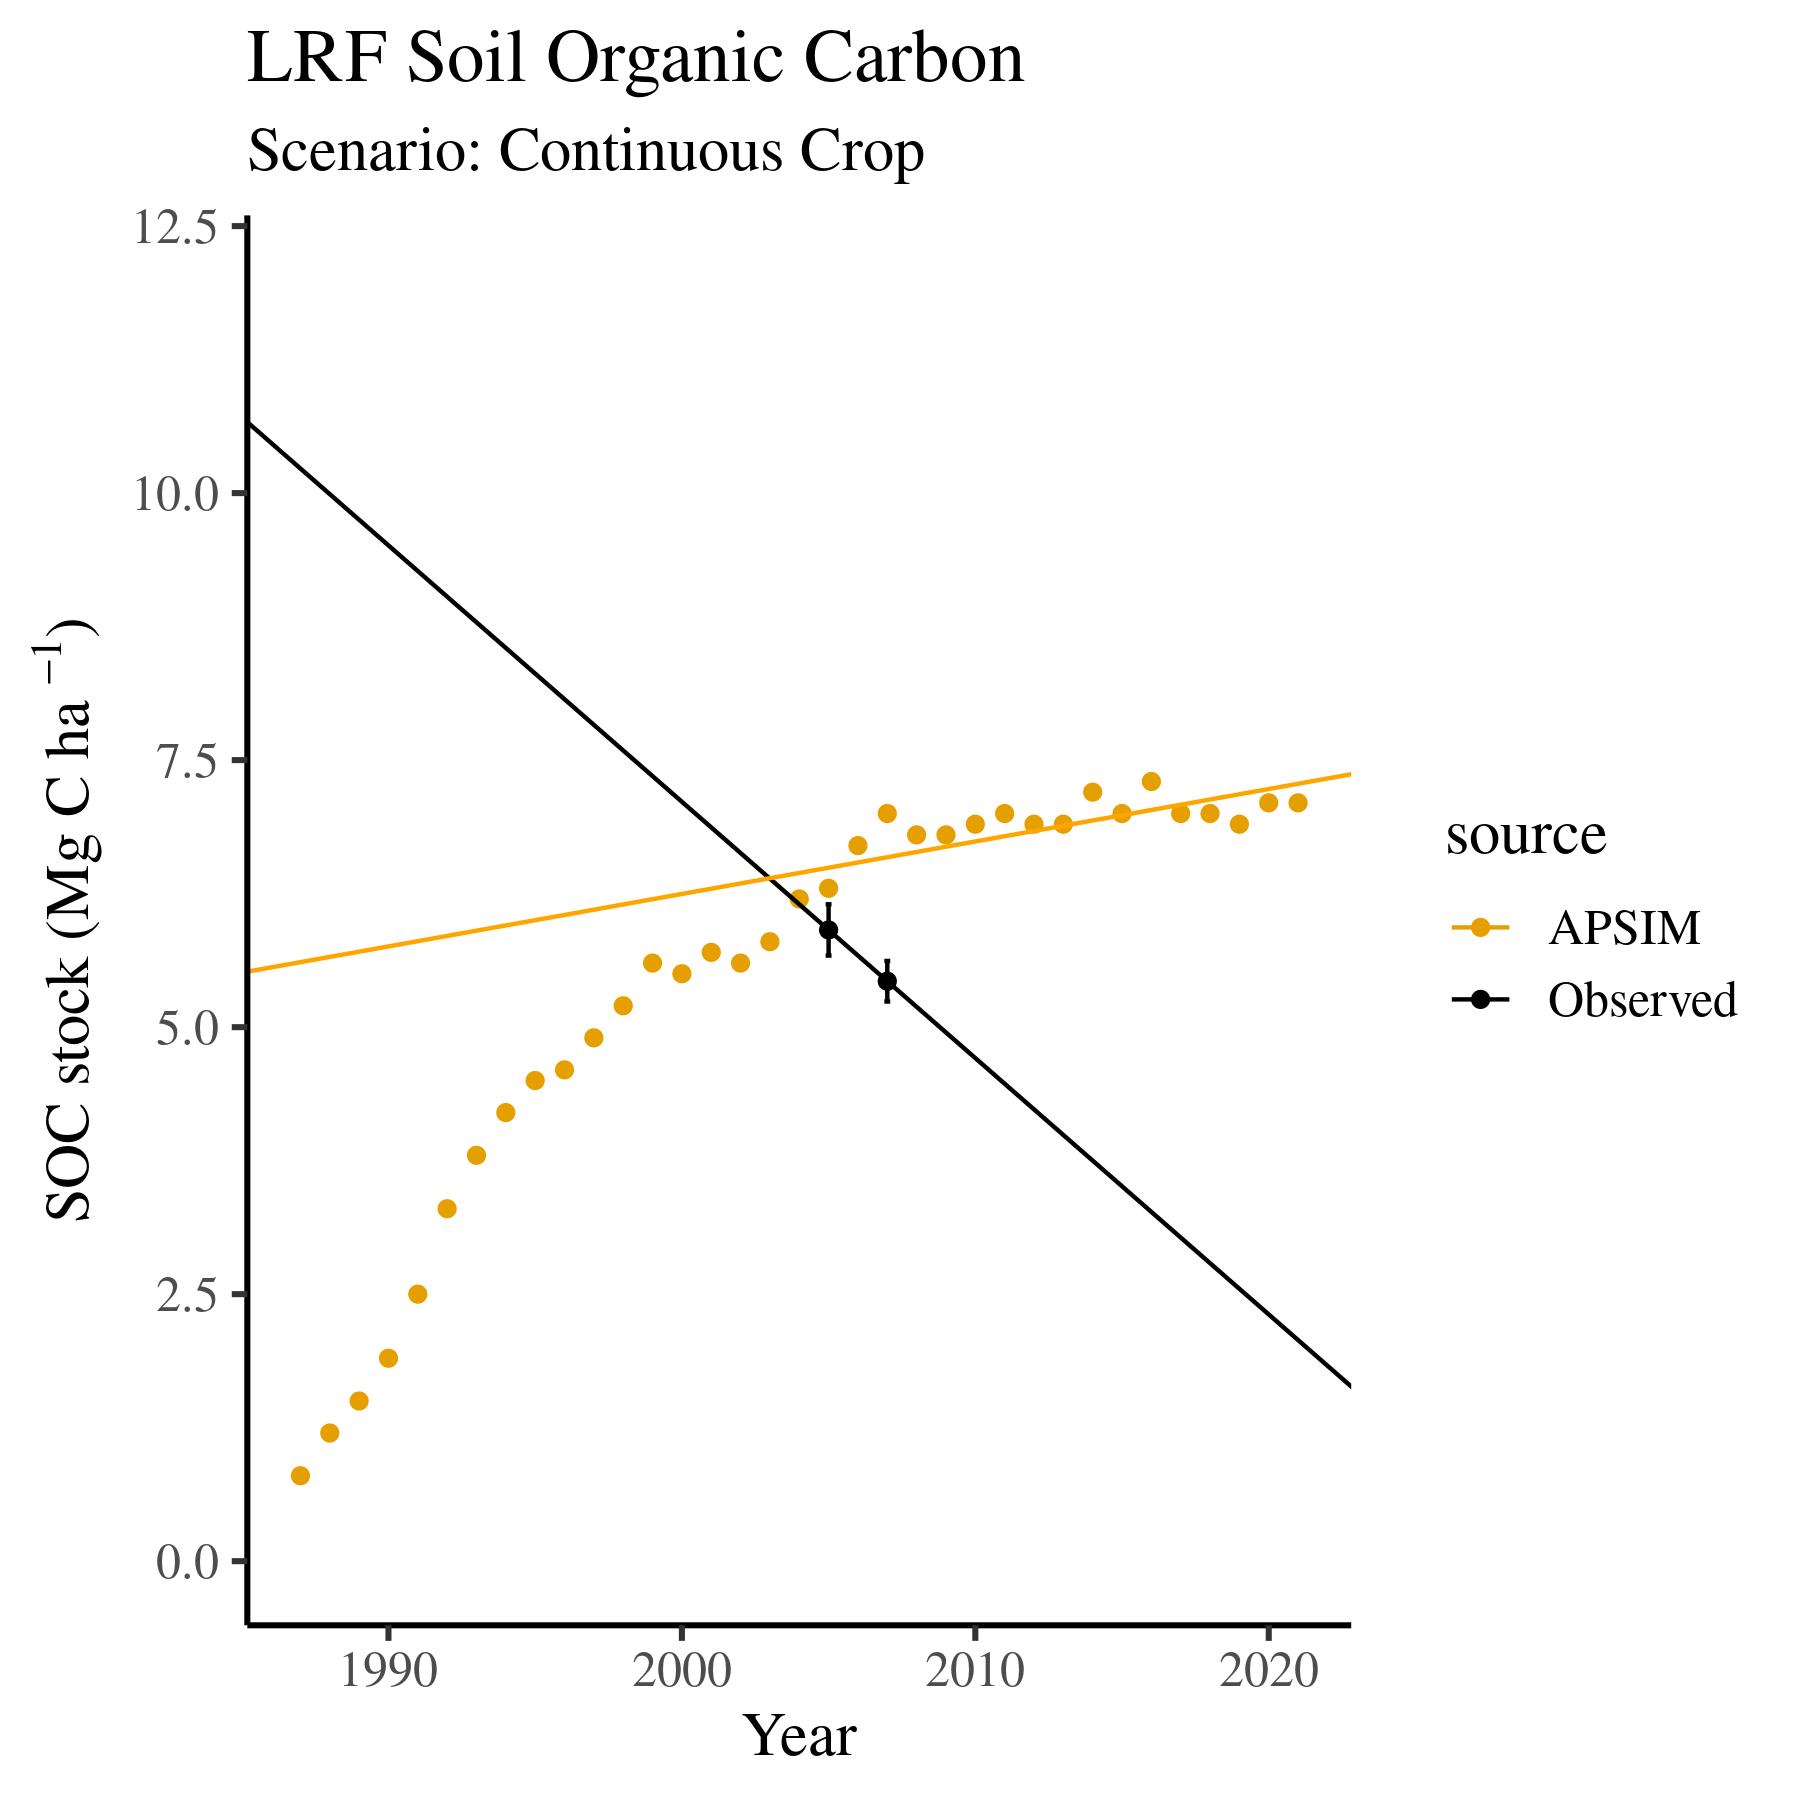 LRF Soil Organic Carbon
Scenario: Continuous Crop
12.5
10.0
7.5
5.0
2.5
0.0
SOC stock (Mg C ha ⁻¹)
1990 2000 2010 2020
Year
source
APSIM
Observed